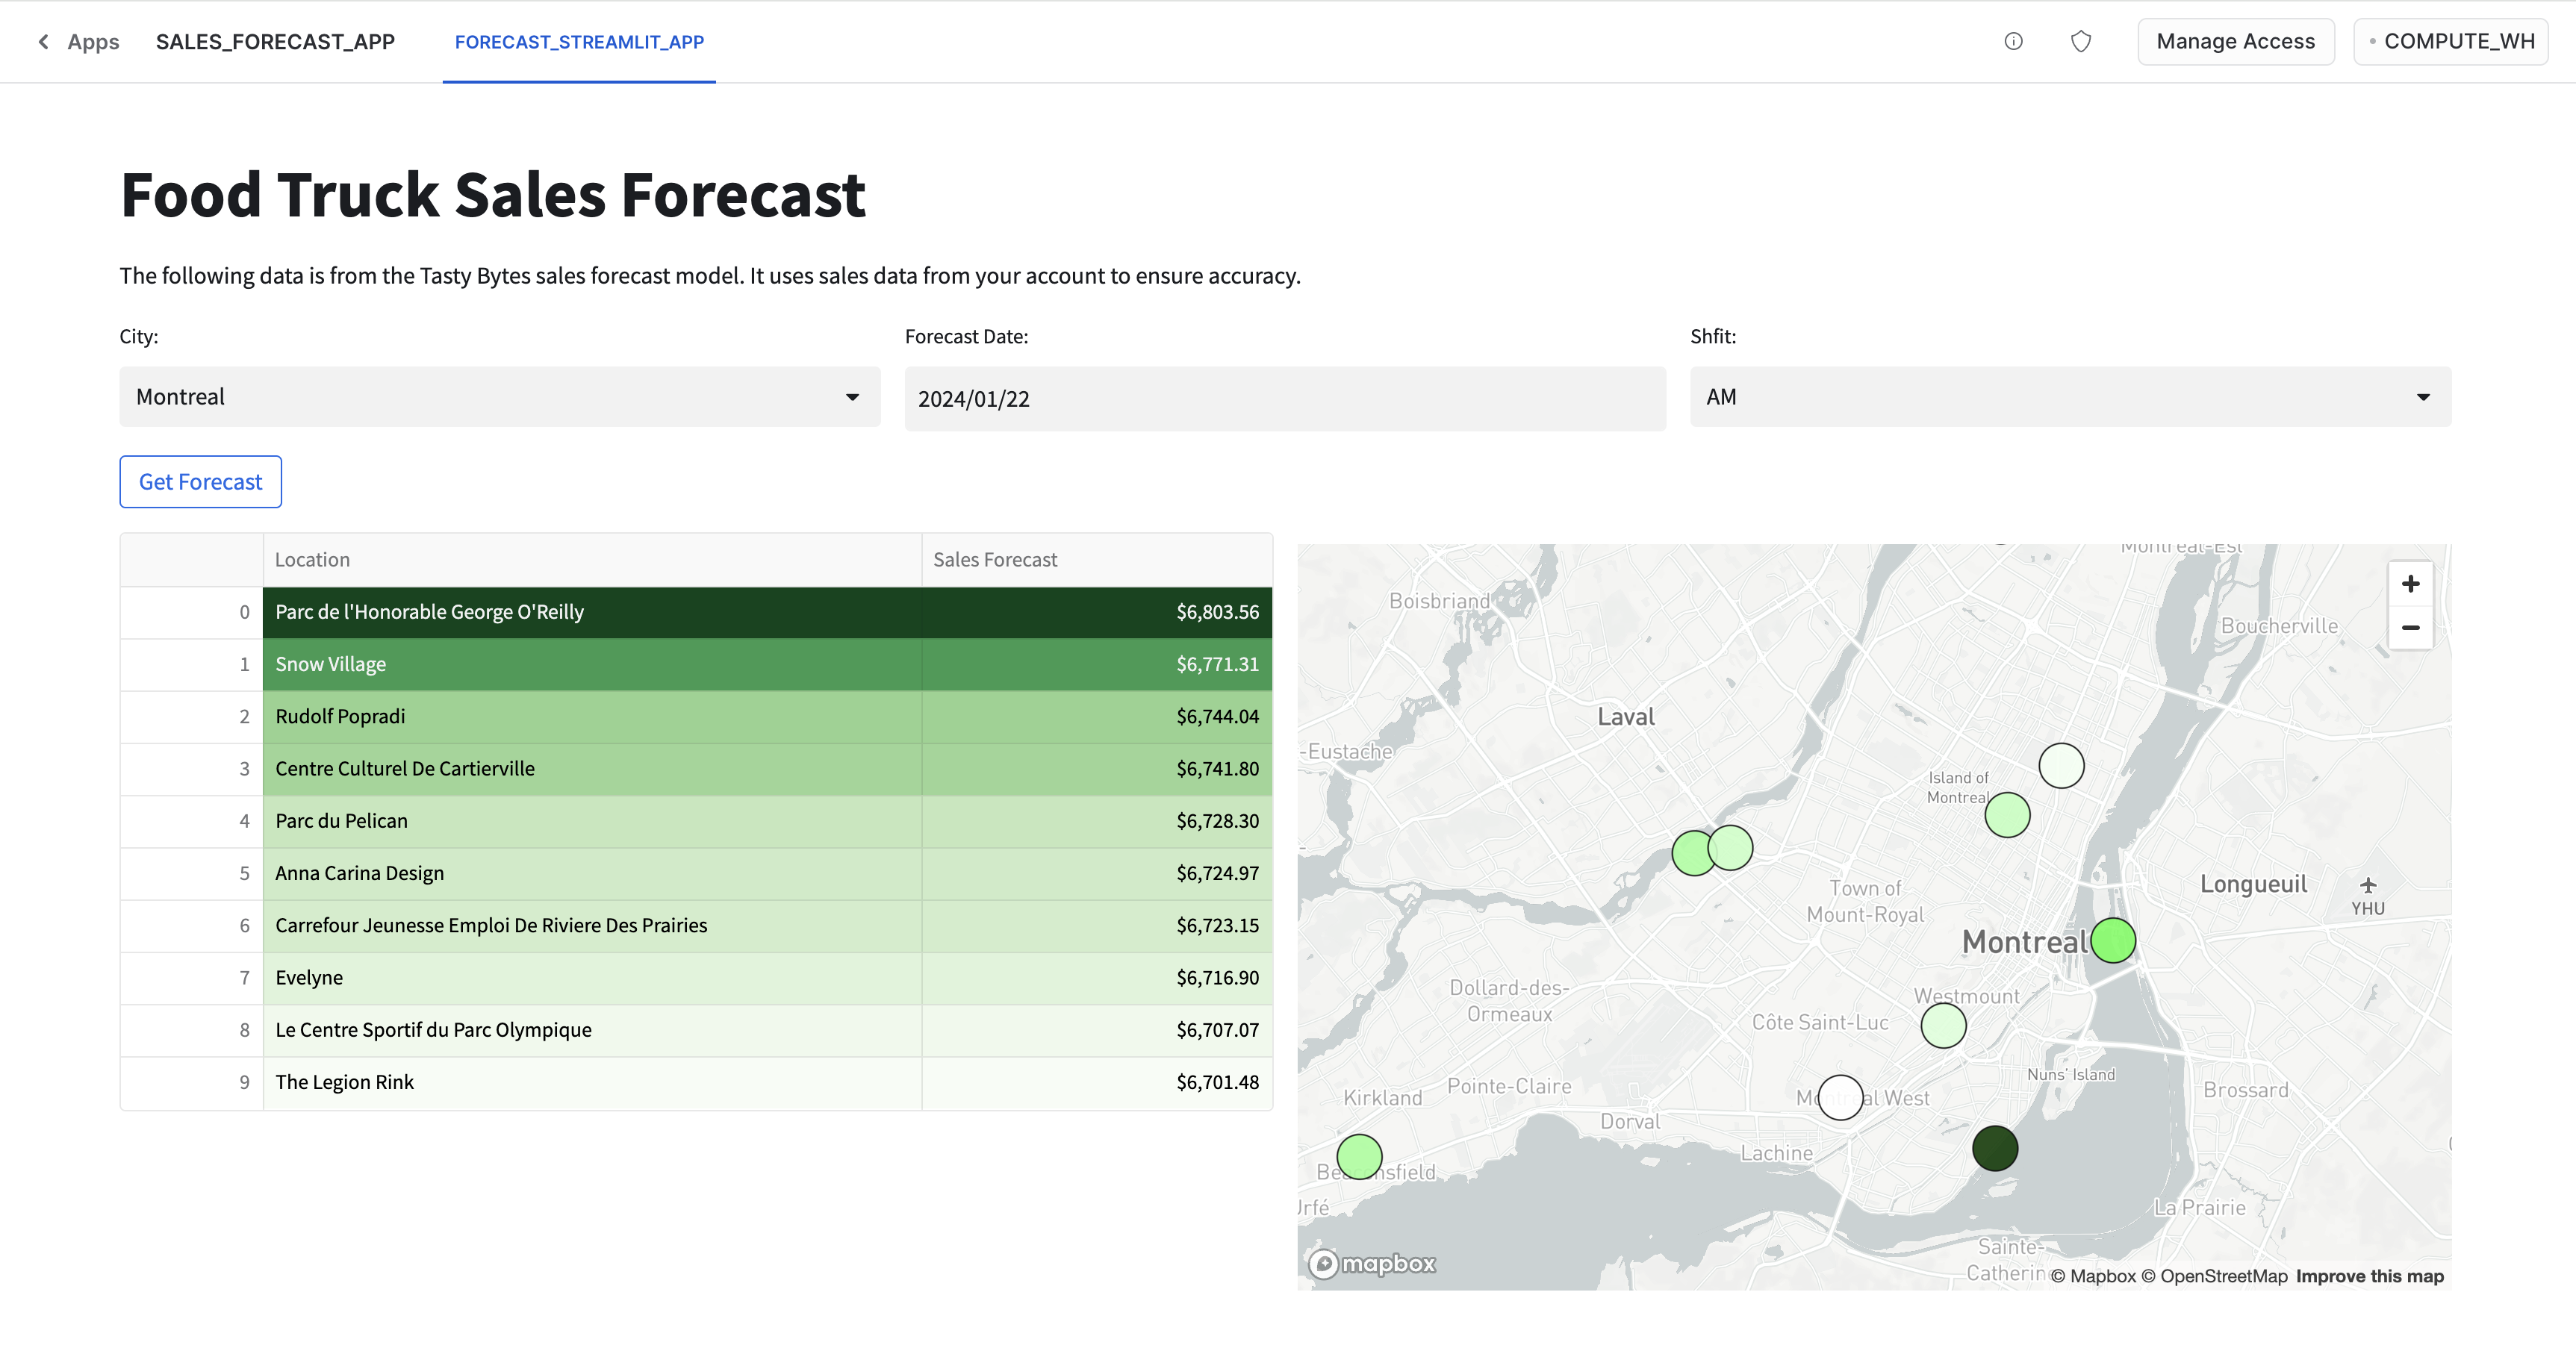 Apps SALES_FORECAST_APP FORECAST_STREAMLIT_APP Manage Access COMPUTE_WH
Food Truck Sales Forecast
The following data is from the Tasty Bytes sales forecast model. It uses sales data from your account to ensure accuracy.
City: Forecast Date: Shfit:
Montreal 2024/01/22 AM
Get Forecast
Location Sales Forecast
0 Parc de l'Honorable George O'Reilly $6,803.56
1 Snow Village $6,771.31
2 Rudolf Popradi $6,744.04
3 Centre Culturel De Cartierville $6,741.80
4 Parc du Pelican $6,728.30
5 Anna Carina Design $6,724.97
6 Carrefour Jeunesse Emploi De Riviere Des Prairies $6,723.15
7 Evelyne $6,716.90
8 Le Centre Sportif du Parc Olympique $6,707.07
9 The Legion Rink $6,701.48
Montreal-Est
Boisbriand
+
Boucherville
−
Laval
-Eustache
Island of
Montreal
Town of
Mount-Royal
Longueuil
YHU
Montreal
Dollard-des-
Ormeaux
Westmount
Côte Saint-Luc
Nuns' Island
Kirkland
Pointe-Claire
West
Brossard
Dorval
Lachine
Urfé
La Prairie
Sainte-
mapbox
© Mapbox © OpenStreetMap Improve this map